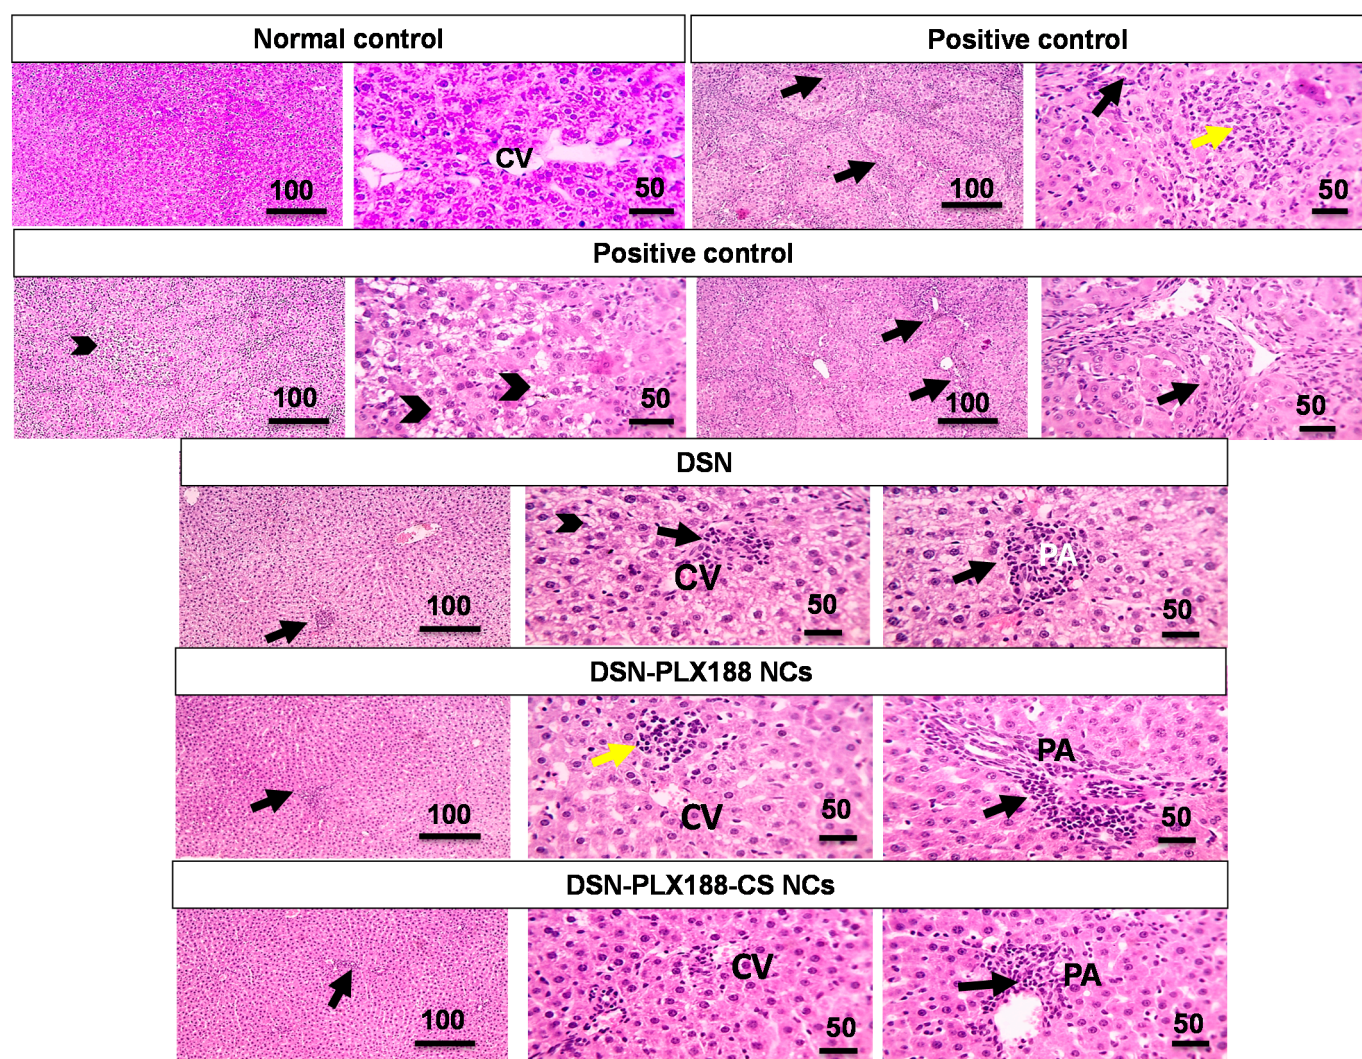 Normal control
Positive control
100
CV
50
100
50
Positive control
100
50
100
50
DSN
100
CV
50
PA
50
DSN-PLX188 NCs
100
CV
50
PA
50
DSN-PLX188-CS NCs
100
CV
50
PA
50